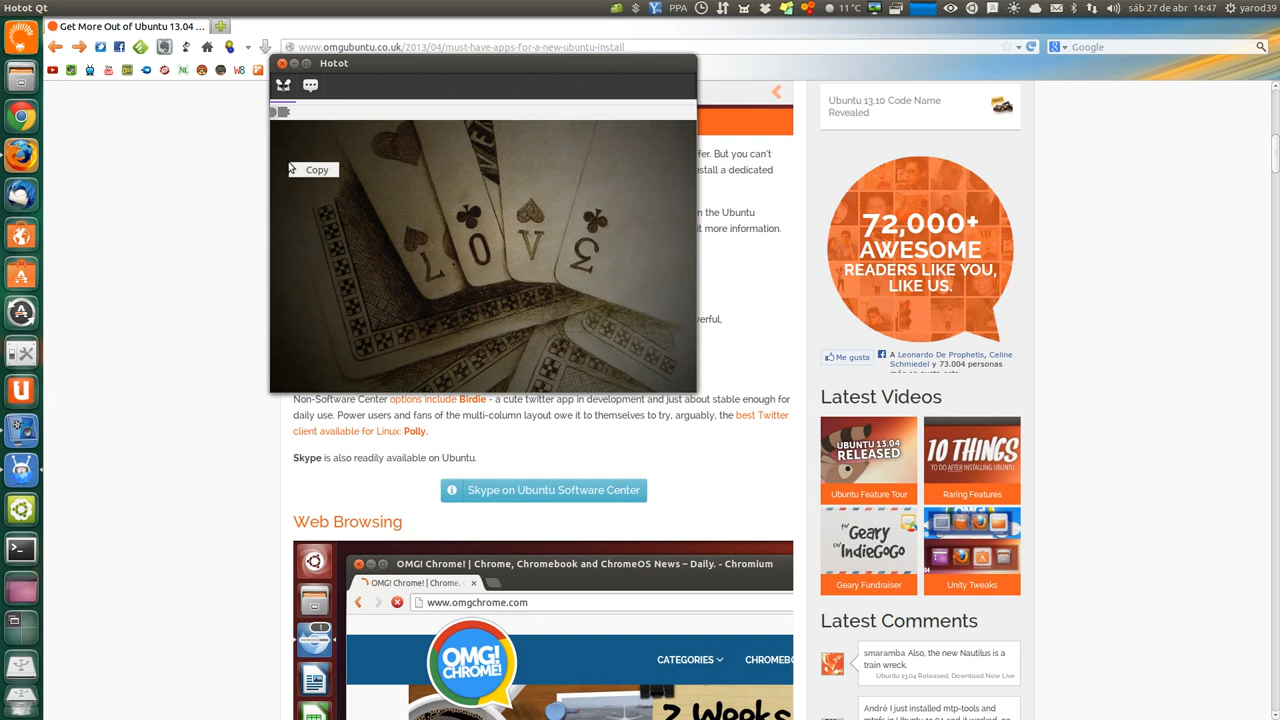 Hotot Qt
PPA
11°C
sáb 27 de abr
14:47
yarod39
Get More Out of Ubuntu 13.04 ...
www.omgubuntu.co.uk/2013/04/must-have-apps-for-a-new-ubuntu-install
Google
Hotot
Copy
Ubuntu 13.10 Code Name
Revealed
fer. But you can't
nstall a dedicated
the Ubuntu
it more information.
erful,
72,000+
AWESOME
READERS LIKE YOU,
LIKE US.
Me gusta
A Leonardo De Prophetis, Celine
Schmiedel y 73.004 personas
Non-Software Center options include Birdie - a cute twitter app in development and just about stable enough for
daily use. Power users and fans of the multi-column layout owe it to themselves to try, arguably, the best Twitter
client available for Linux: Polly.
Skype is also readily available on Ubuntu.
Skype on Ubuntu Software Center
Web Browsing
OMG! Chrome! | Chrome, Chromebook and ChromeOS News – Daily. - Chromium
OMG! Chrome! | Chrome,
www.omgchrome.com
OMG!
CHROME!
CATEGORIES
CHROMEBO
2 Weeks
Latest Videos
UBUNTU 13.04
RELEASED
Ubuntu Feature Tour
10 THINGS
TO DO AFTER INSTALLING UBUNTU
Raring Features
Geary
on IndieGoGo
Geary Fundraiser
Unity Tweaks
Latest Comments
smaramba Also, the new Nautilus is a
train wreck.
Ubuntu 13.04 Released, Download Now Live
André I just installed mtp-tools and